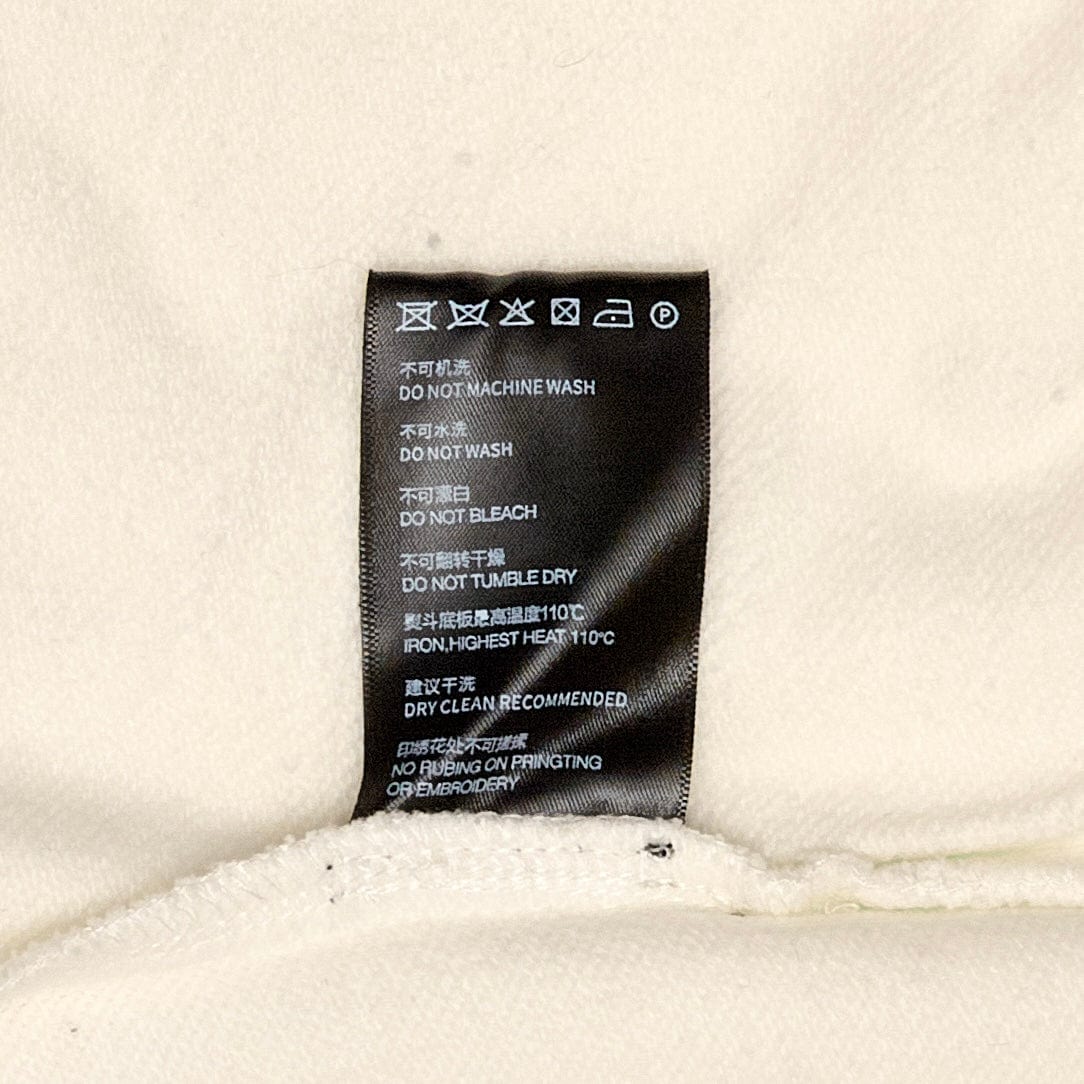 P
不可机洗
DO NOT MACHINE WASH
不可水洗
DO NOT WASH
不可漂白
DO NOT BLEACH
不可翻转干燥
DO NOT TUMBLE DRY
熨斗底板最高温度110℃
IRON,HIGHEST HEAT 110℃
建议干洗
DRY CLEAN RECOMMENDED
印绣花处不可搓揉
NO RUBING ON PRINGTING
OR EMBROIDERY